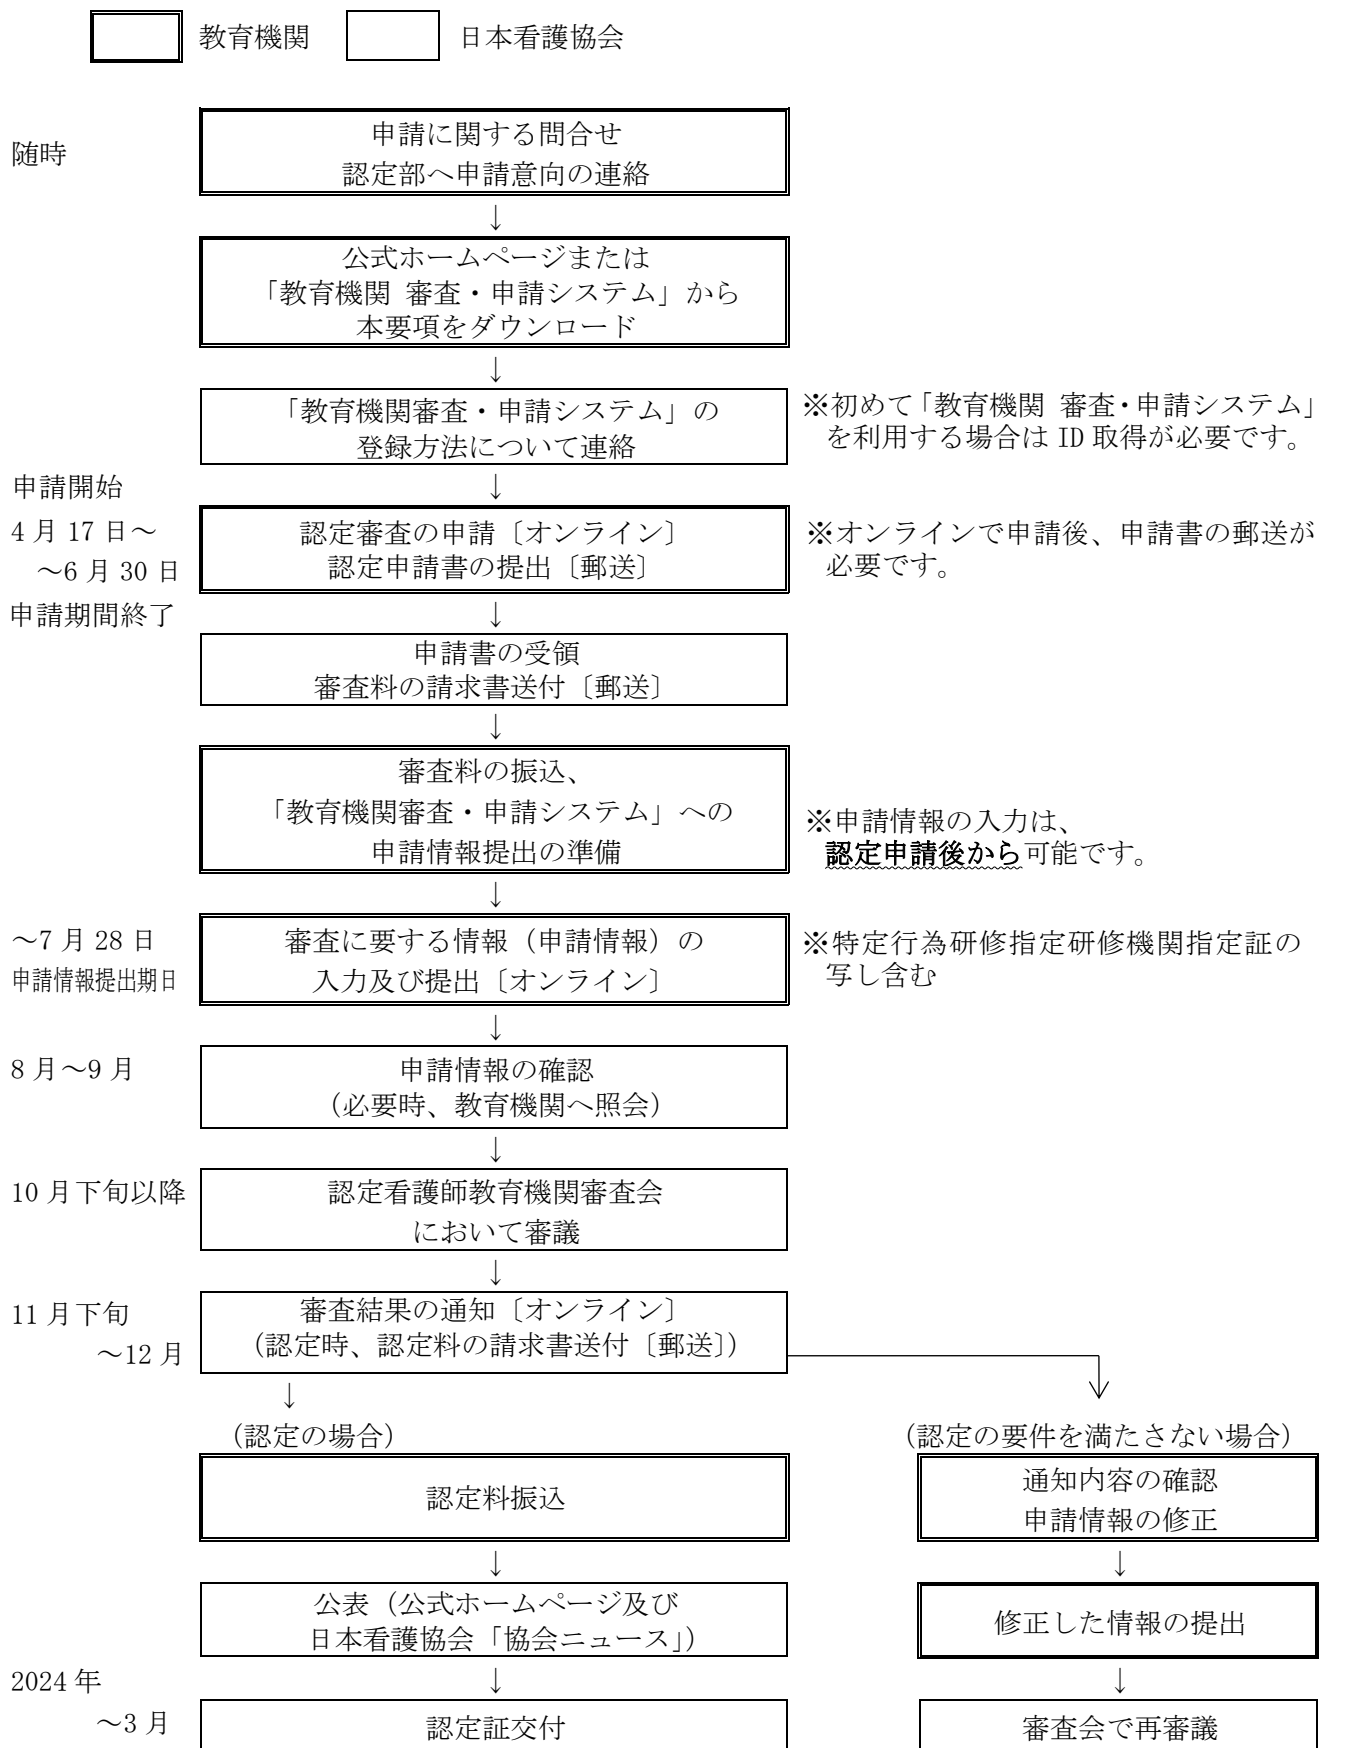 教育機関 日本看護協会
随時
申請に関する問合せ
認定部へ申請意向の連絡
↓
公式ホームページまたは
「教育機関 審査・申請システム」から
本要項をダウンロード
↓
「教育機関審査・申請システム」の
登録方法について連絡
※初めて「教育機関 審査・申請システム」
を利用する場合は ID 取得が必要です。
↓
申請開始
4 月 17 日～
～6 月 30 日
申請期間終了
認定審査の申請〔オンライン〕
認定申請書の提出〔郵送〕
※オンラインで申請後、申請書の郵送が
必要です。
↓
申請書の受領
審査料の請求書送付〔郵送〕
↓
審査料の振込、
「教育機関審査・申請システム」への
申請情報提出の準備
※申請情報の入力は、
認定申請後から可能です。
↓
～7 月 28 日
申請情報提出期日
審査に要する情報（申請情報）の
入力及び提出〔オンライン〕
※特定行為研修指定研修機関指定証の
写し含む
↓
8 月～9 月
申請情報の確認
（必要時、教育機関へ照会）
↓
10 月下旬以降
認定看護師教育機関審査会
において審議
↓
11 月下旬
～12 月
審査結果の通知〔オンライン〕
（認定時、認定料の請求書送付〔郵送〕）
↓
（認定の場合）
認定料振込
↓
公表（公式ホームページ及び
日本看護協会「協会ニュース」）
↓
2024 年
～3 月
認定証交付
（認定の要件を満たさない場合）
通知内容の確認
申請情報の修正
↓
修正した情報の提出
↓
審査会で再審議